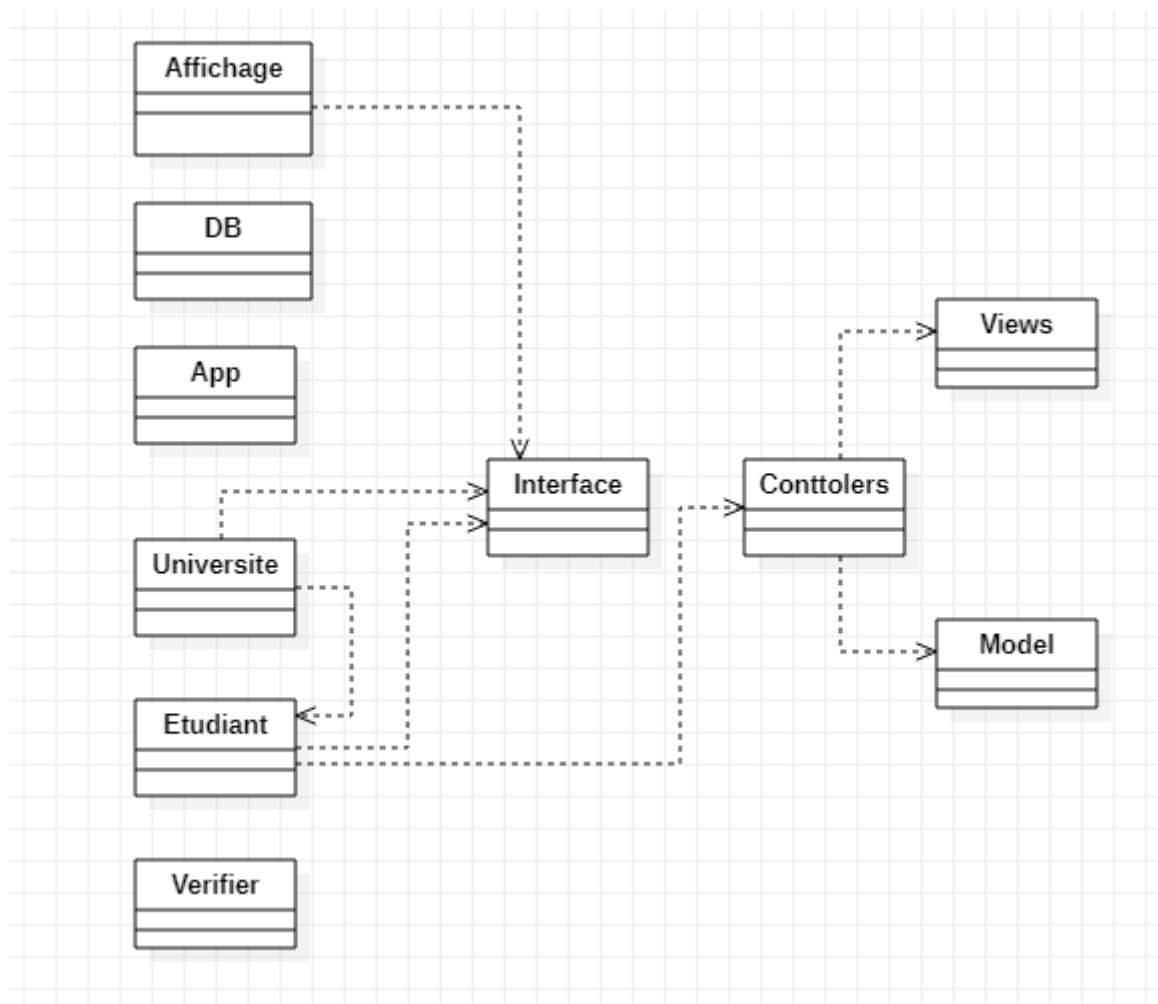 Affichage
DB
App
Views
Interface
Conttolers
Universite
Model
Etudiant
Verifier